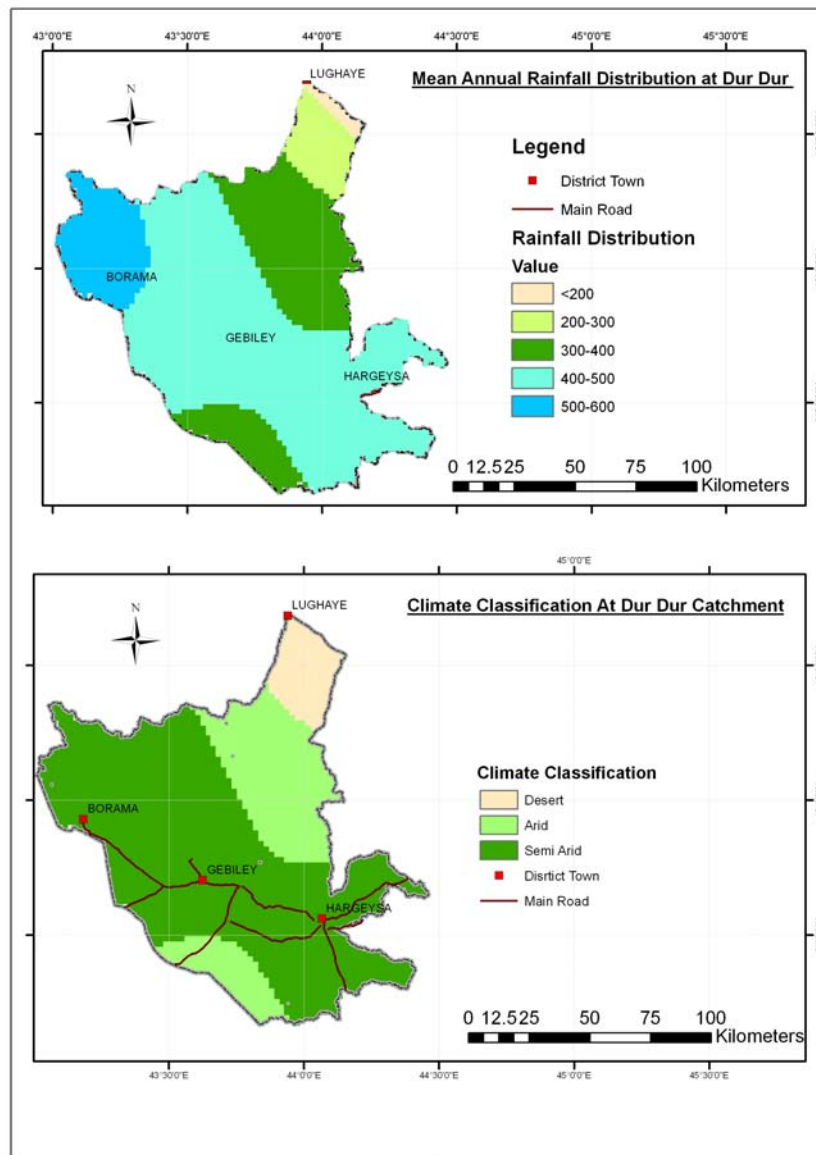 43°0'0"E 43°30'0"E 44°0'0"E 44°30'0"E 45°0'0"E 45°30'0"E
LUGHAYE
Mean Annual Rainfall Distribution at Dur Dur
N
Legend
District Town
Main Road
Rainfall Distribution
Value
<200
200-300
300-400
400-500
500-600
BORAMA
GEBILEY
HARGEYSA
0 12.5 25 50 75 100
Kilometers
45°0'0"E
LUGHAYE
Climate Classification At Dur Dur Catchment
N
Climate Classification
Desert
Arid
Semi Arid
Disrtict Town
Main Road
BORAMA
GEBILEY
HARGEYSA
0 12.5 25 50 75 100
Kilometers
43°30'0"E 44°0'0"E 44°30'0"E 45°0'0"E 45°30'0"E